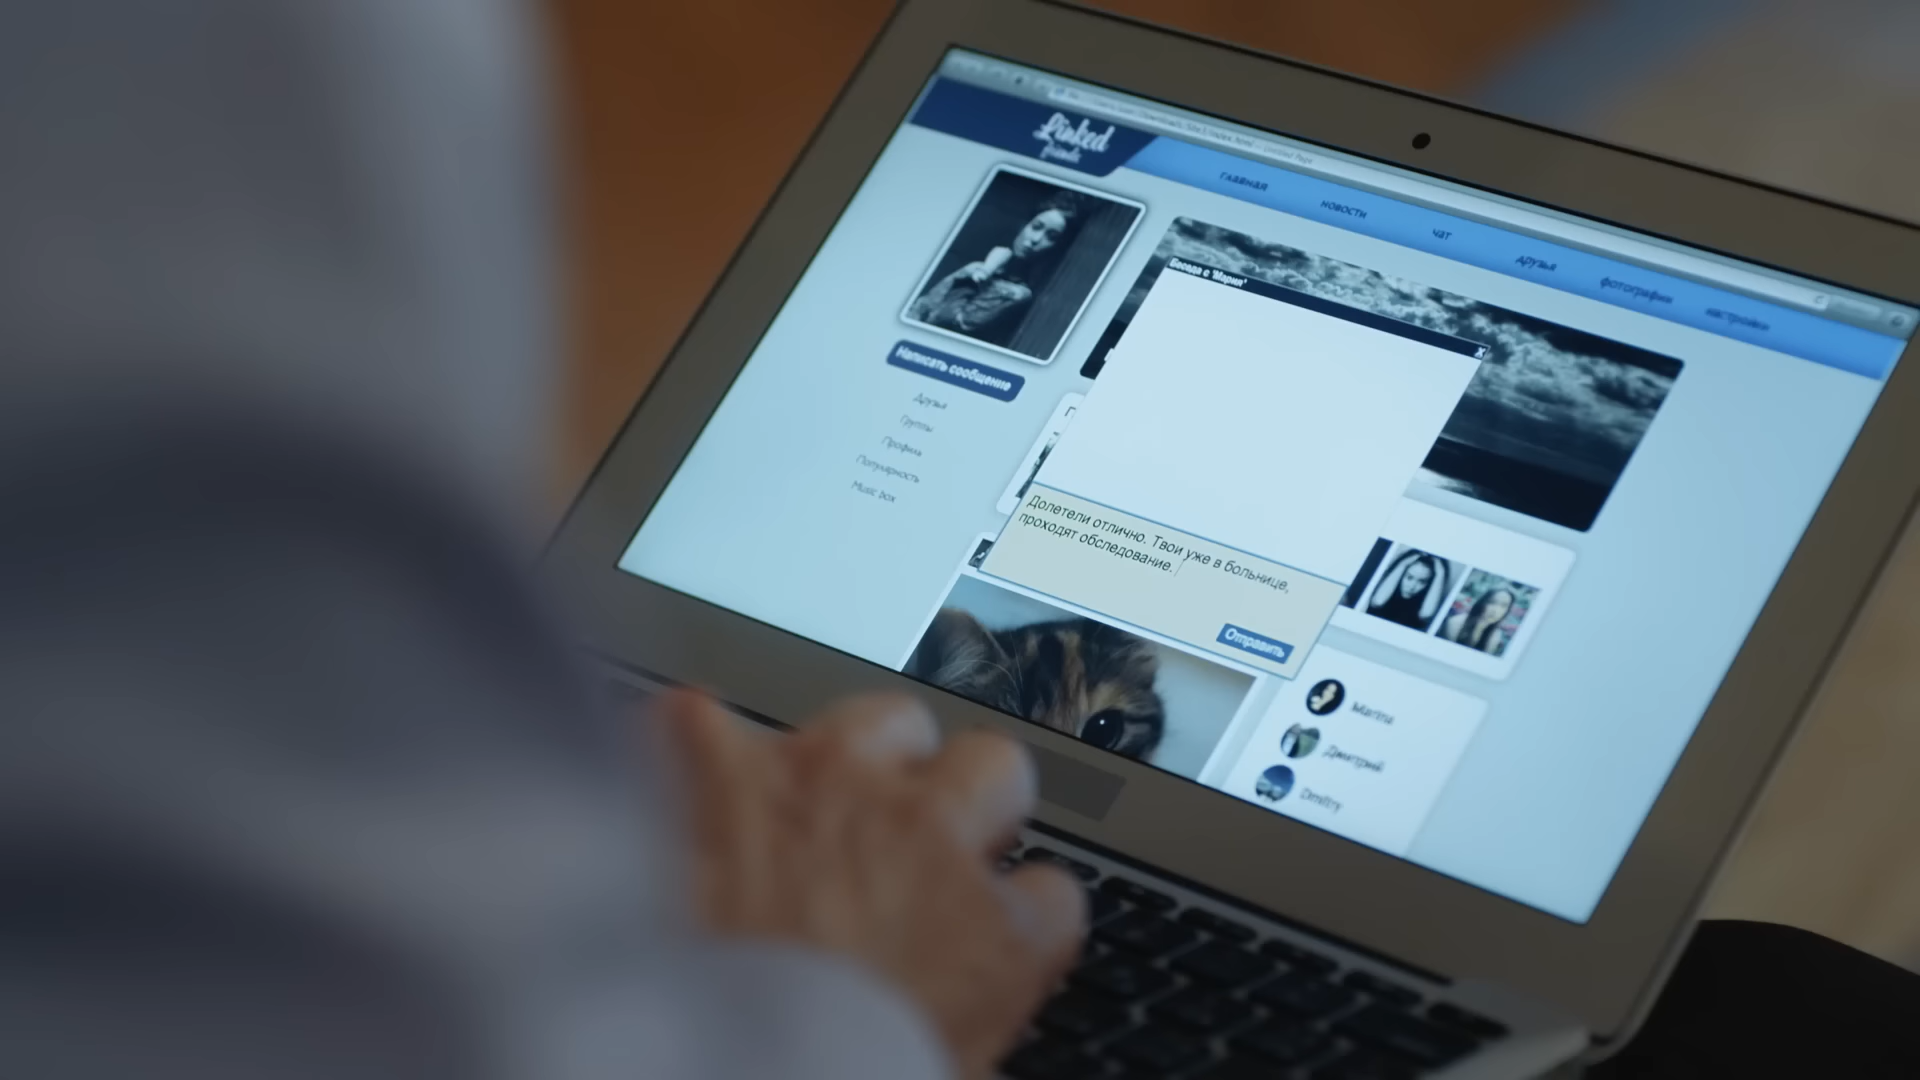 Linked
friends
главная
новости
чат
друзья
фотографии
настройки
Беседа с "Мария"
X
Написать сообщение
Друзья
Группы
Профиль
Популярность
Music box
Долетели отлично. Твои уже в больнице,
проходят обследование.
Отправить
Marina
Дмитрий
Dmitry